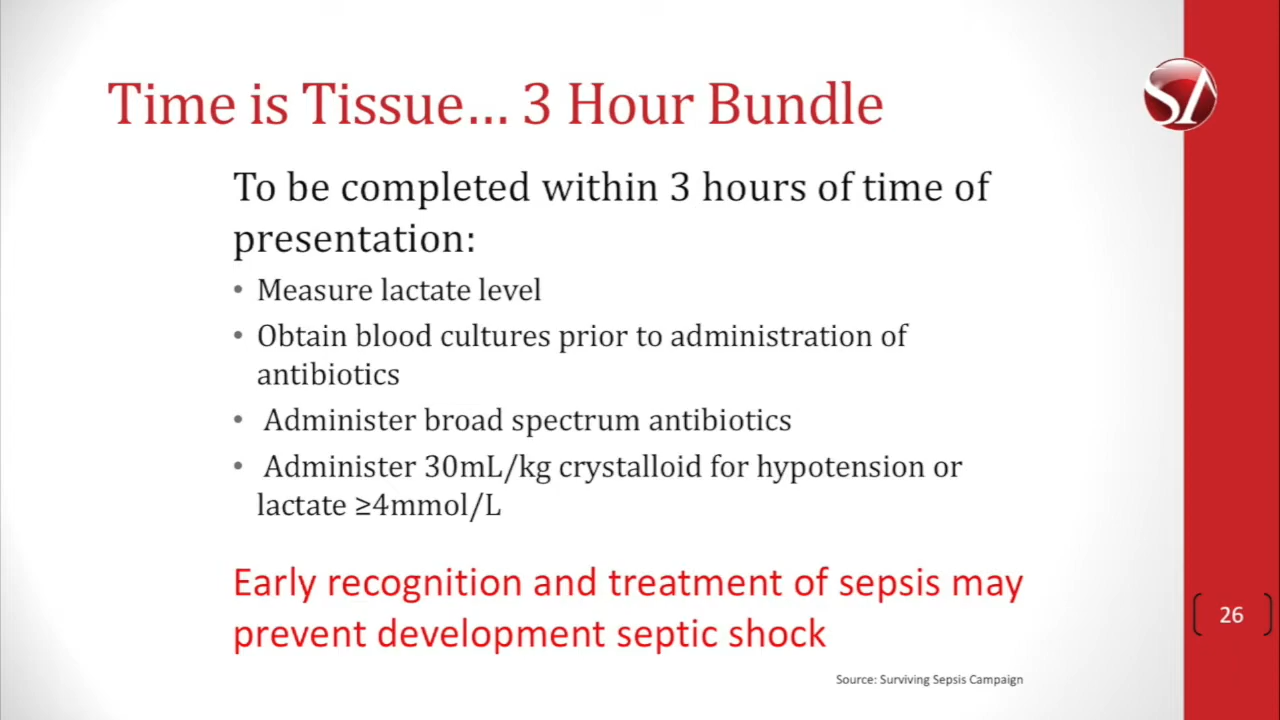 Time is Tissue... 3 Hour Bundle
SA
To be completed within 3 hours of time of
presentation:
• Measure lactate level
• Obtain blood cultures prior to administration of
antibiotics
• Administer broad spectrum antibiotics
• Administer 30mL/kg crystalloid for hypotension or
lactate ≥4mmol/L
Early recognition and treatment of sepsis may
prevent development septic shock
26
Source: Surviving Sepsis Campaign